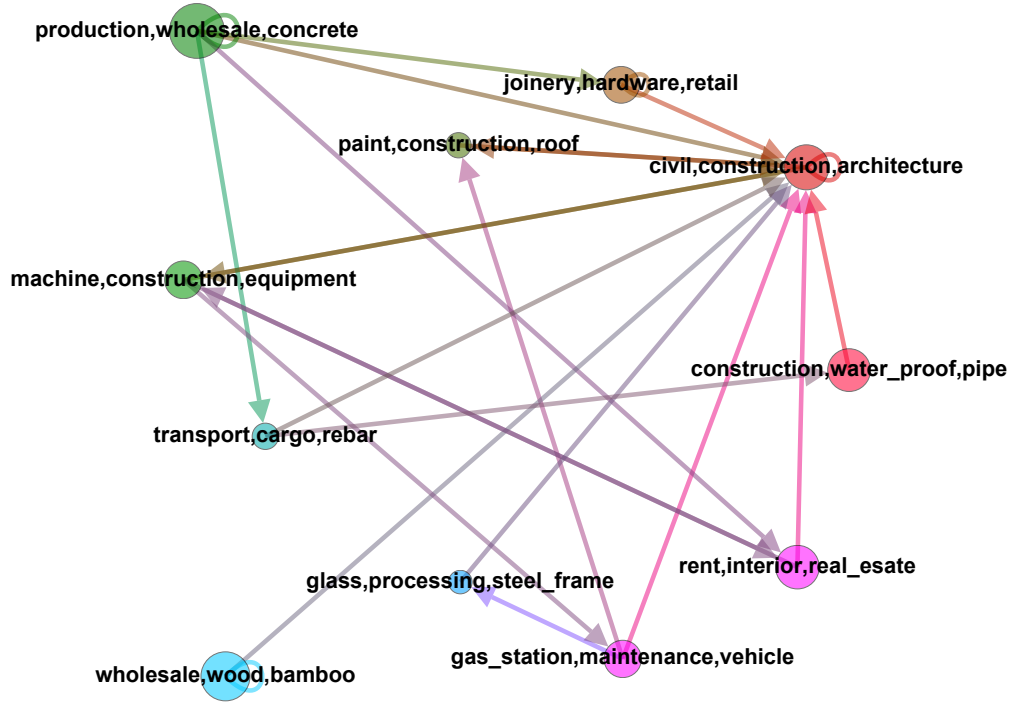 production,wholesale,concrete
joinery,hardware,retail
paint,construction,roof
civil,construction,architecture
machine,construction,equipment
construction,water_proof,pipe
transport,cargo,rebar
rent,interior,real_esate
glass,processing,steel_frame
gas_station,maintenance,vehicle
wholesale,wood,bamboo